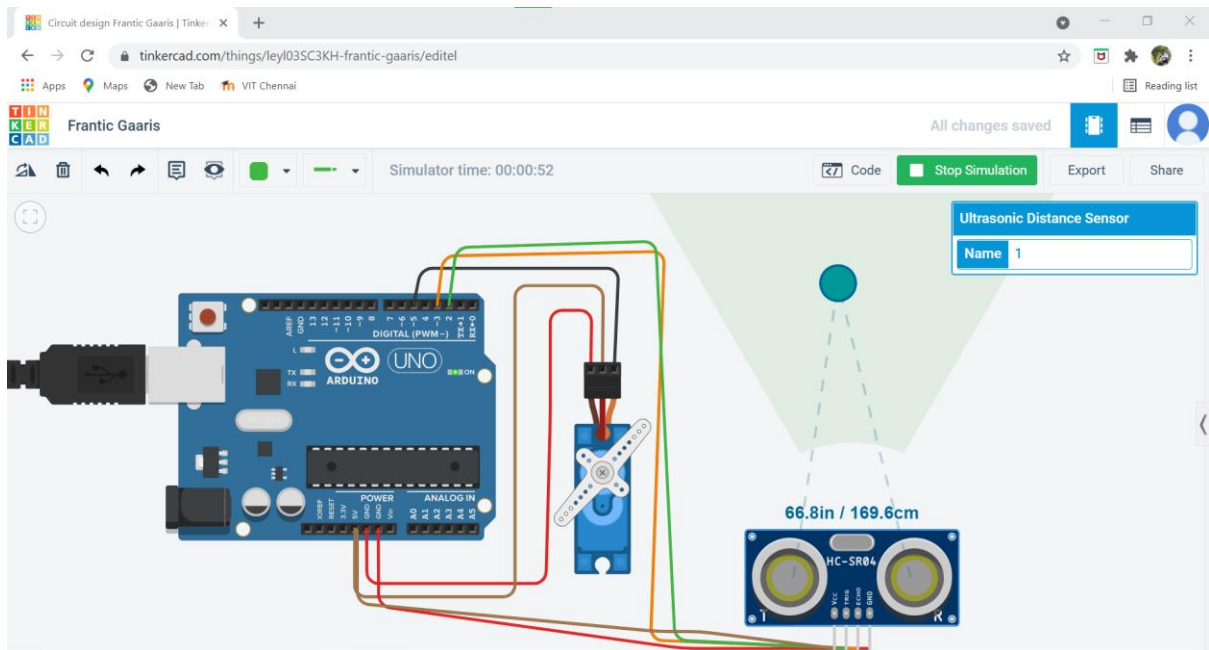 Circuit design Frantic Gaaris | Tinker
tinkercad.com/things/leyl03SC3KH-frantic-gaaris/editel
Apps Maps New Tab VIT Chennai Reading list
TIN
KER
CAD
Frantic Gaaris
All changes saved
Simulator time: 00:00:52
Code
Stop Simulation
Export
Share
Ultrasonic Distance Sensor
Name 1
AREF
GND
13
12
~11
~10
~9
8
7
~6
~5
4
~3
2
TX→1
RX←0
DIGITAL (PWM~)
L
TX
RX
ARDUINO
UNO
ON
POWER
ANALOG IN
IOREF
RESET
3.3V
5V
GND
GND
Vin
A0
A1
A2
A3
A4
A5
66.8in / 169.6cm
HC-SR04
VCC
TRIG
ECHO
GND
T
R